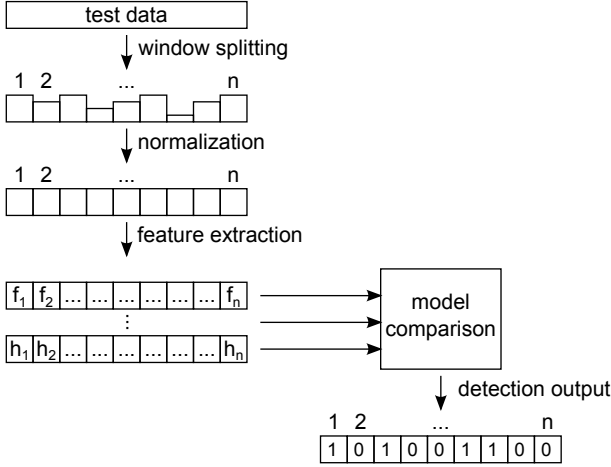 test data
window splitting
1 2 ... n
normalization
1 2 ... n
feature extraction
f₁ f₂ ... ... ... ... ... ... fₙ
⋮
h₁ h₂ ... ... ... ... ... ... hₙ
model
comparison
detection output
1 2 ... n
1 0 1 0 0 1 1 0 0